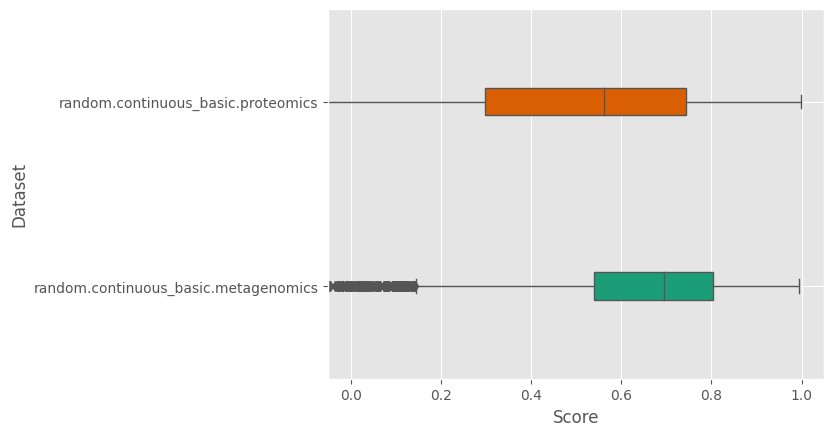 Dataset
random.continuous_basic.proteomics
random.continuous_basic.metagenomics
0.0 0.2 0.4 0.6 0.8 1.0
Score